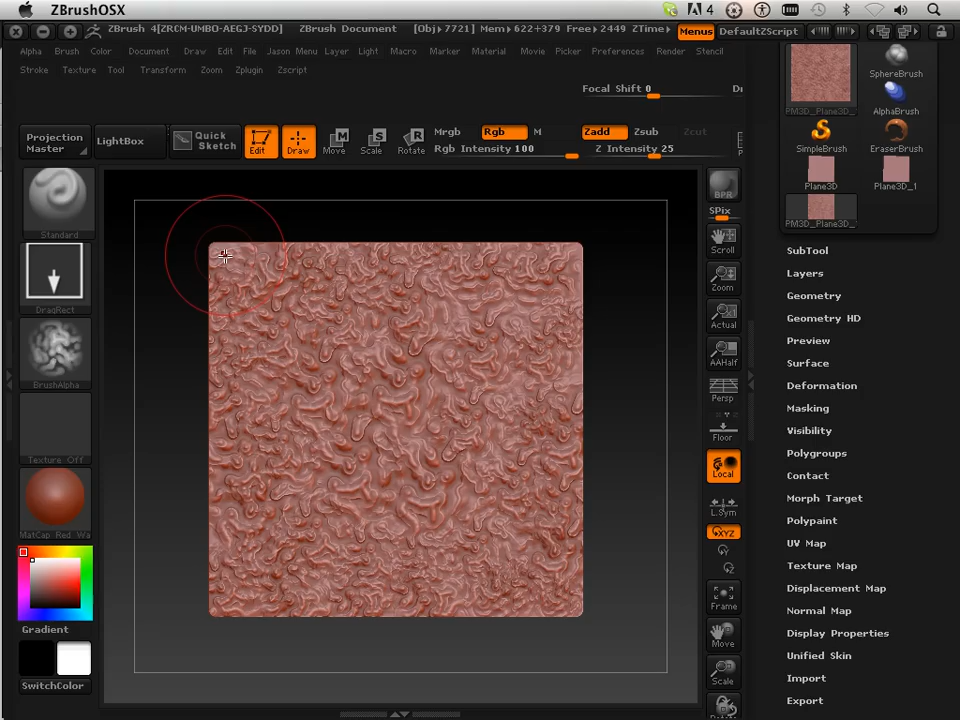 ZBrushOSX
4
ZBrush 4[ZRCM-UMBO-AEGJ-SYDD] ZBrush Document [Obj▸7721] Mem▸622+379 Free▸2449 ZTime▸ Menus DefaultZScript
Alpha Brush Color Document Draw Edit File Jason Menu Layer Light Macro Marker Material Movie Picker Preferences Render Stencil
Stroke Texture Tool Transform Zoom Zplugin Zscript
Focal Shift 0
Projection Master
LightBox
Quick Sketch
Edit
Draw
Move
Scale
Rotate
Mrgb Rgb M
Rgb Intensity 100
Zadd Zsub Zcut
Z Intensity 25
Standard
DragRect
BrushAlpha
Texture Off
MatCap Red Wa
Gradient
SwitchColor
BPR
SPix
Scroll
Zoom
Actual
AAHalf
Persp
Floor
Local
L.Sym
XYZ
Frame
Move
Scale
PM3D_Plane3D_
SphereBrush
AlphaBrush
SimpleBrush
EraserBrush
Plane3D
Plane3D_1
PM3D_Plane3D_
SubTool
Layers
Geometry
Geometry HD
Preview
Surface
Deformation
Masking
Visibility
Polygroups
Contact
Morph Target
Polypaint
UV Map
Texture Map
Displacement Map
Normal Map
Display Properties
Unified Skin
Import
Export